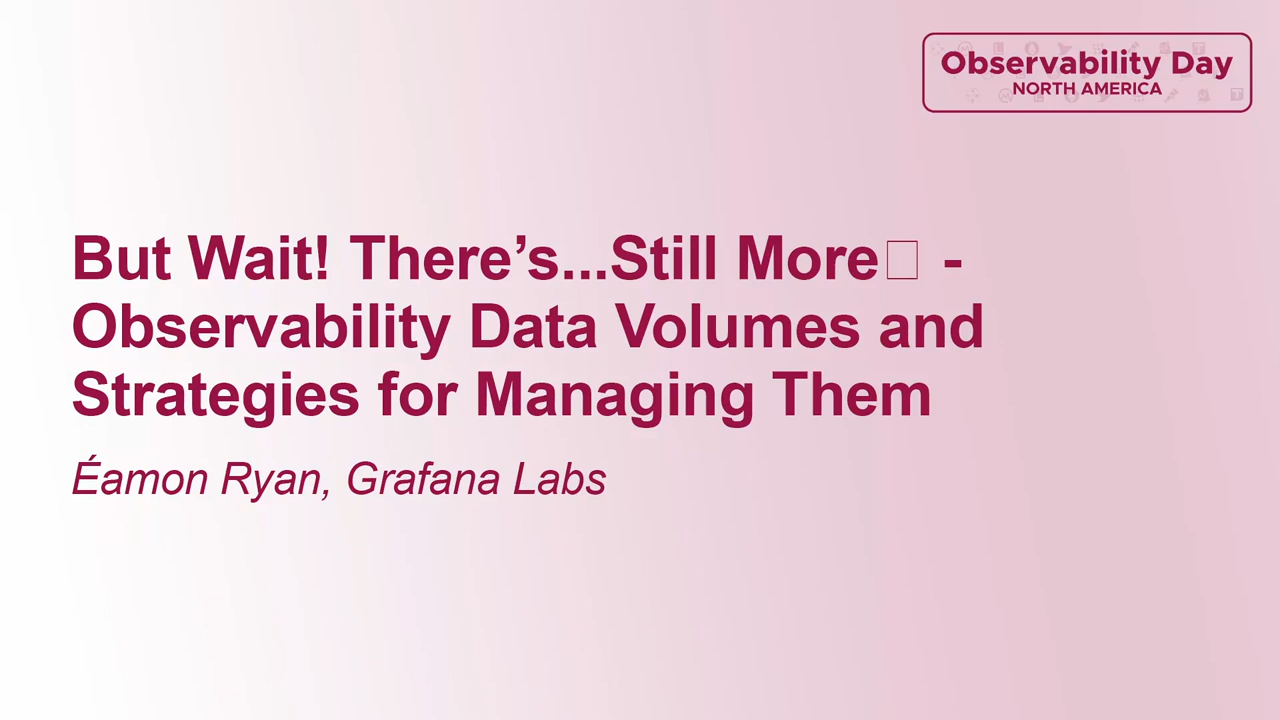 Observability Day
NORTH AMERICA
But Wait! There’s...Still More□ -
Observability Data Volumes and
Strategies for Managing Them
Éamon Ryan, Grafana Labs